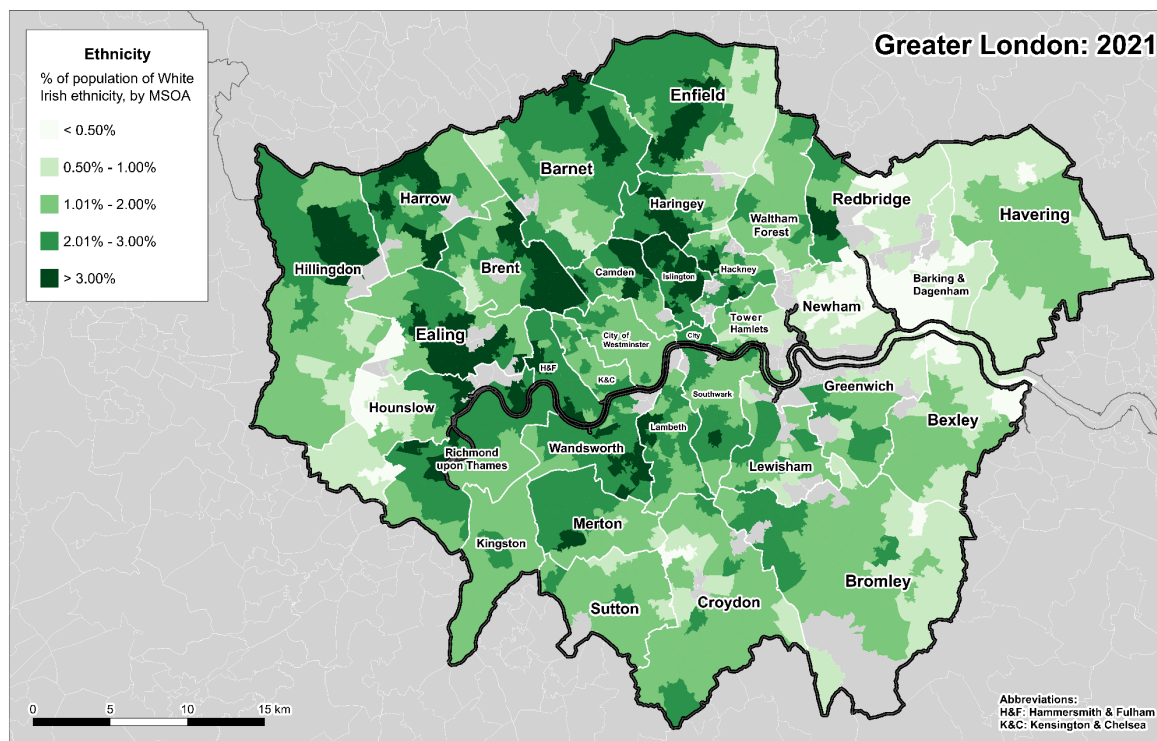 Greater London: 2021
Ethnicity
% of population of White
Irish ethnicity, by MSOA
< 0.50%
0.50% - 1.00%
1.01% - 2.00%
2.01% - 3.00%
> 3.00%
Enfield
Barnet
Harrow
Haringey
Redbridge
Waltham
Forest
Havering
Hillingdon
Brent
Camden
Islington
Hackney
Barking &
Dagenham
Newham
Ealing
City of
Westminster
City
Tower
Hamlets
H&F
K&C
Hounslow
Southwark
Greenwich
Bexley
Lambeth
Richmond
upon Thames
Wandsworth
Lewisham
Merton
Kingston
Bromley
Sutton
Croydon
Abbreviations:
H&F: Hammersmith & Fulham
K&C: Kensington & Chelsea
0 5 10 15 km